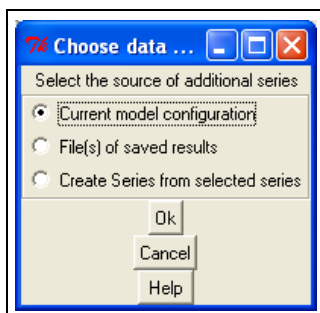 Choose data ...
Select the source of additional series
Current model configuration
File(s) of saved results
Create Series from selected series
Ok
Cancel
Help